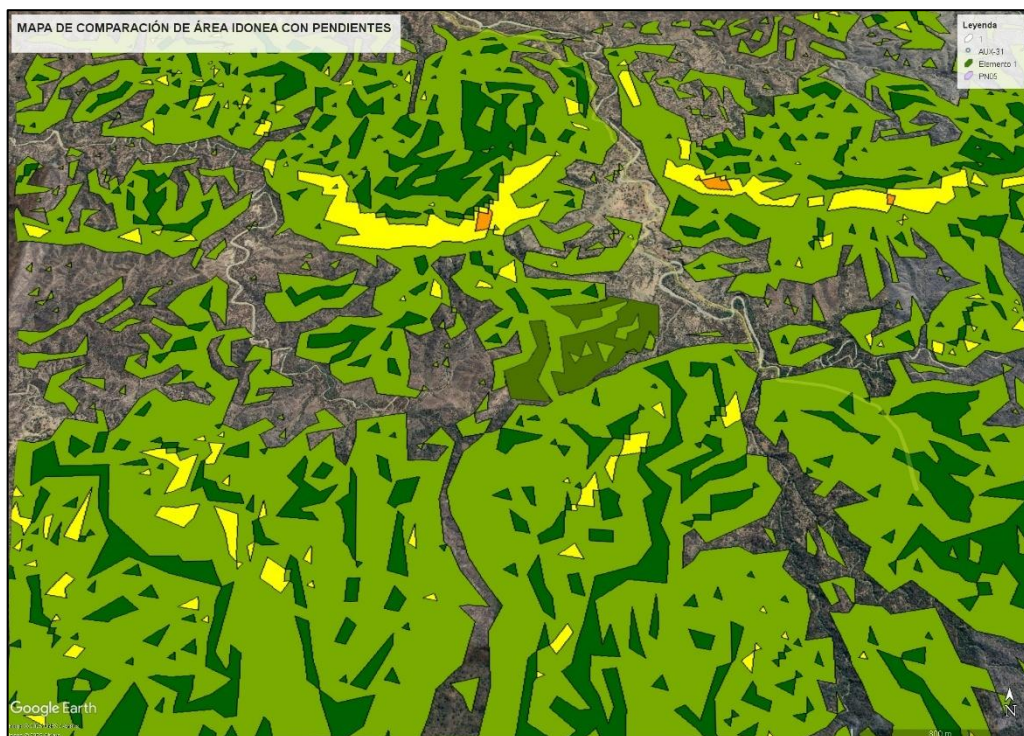 MAPA DE COMPARACIÓN DE ÁREA IDONEA CON PENDIENTES
Leyenda
1
AUX-31
Elemento 1
PN05
Google Earth
N
800 m